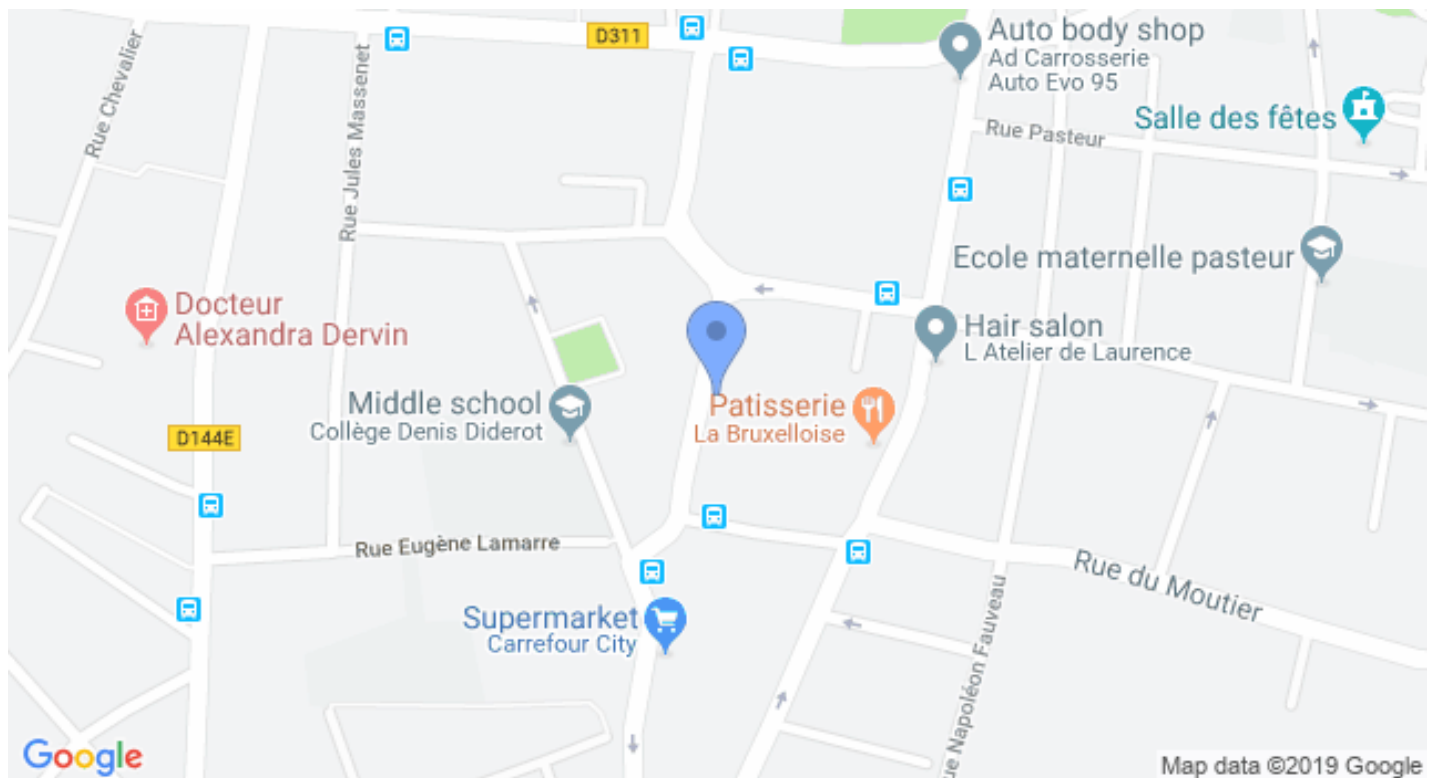 D311
Auto body shop
Ad Carrosserie
Auto Evo 95
Rue Chevalier
Rue Jules Massenet
Salle des fêtes
Rue Pasteur
Ecole maternelle pasteur
Docteur
Alexandra Dervin
Hair salon
L Atelier de Laurence
Middle school
Collège Denis Diderot
Patisserie
La Bruxelloise
D144E
Rue Eugène Lamarre
Rue du Moutier
Supermarket
Carrefour City
ue Napoléon Fauveau
Google
Map data ©2019 Google